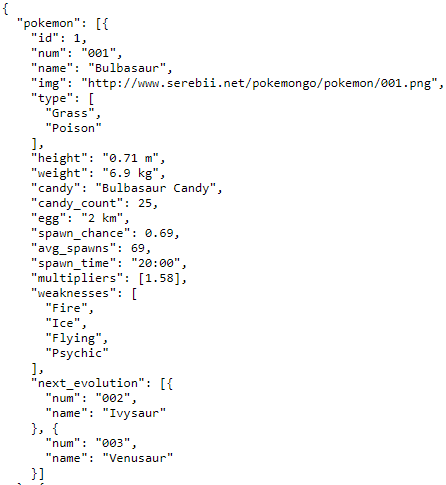 {
  "pokemon": [{
    "id": 1,
    "num": "001",
    "name": "Bulbasaur",
    "img": "http://www.serebii.net/pokemongo/pokemon/001.png",
    "type": [
      "Grass",
      "Poison"
    ],
    "height": "0.71 m",
    "weight": "6.9 kg",
    "candy": "Bulbasaur Candy",
    "candy_count": 25,
    "egg": "2 km",
    "spawn_chance": 0.69,
    "avg_spawns": 69,
    "spawn_time": "20:00",
    "multipliers": [1.58],
    "weaknesses": [
      "Fire",
      "Ice",
      "Flying",
      "Psychic"
    ],
    "next_evolution": [{
      "num": "002",
      "name": "Ivysaur"
    }, {
      "num": "003",
      "name": "Venusaur"
    }]